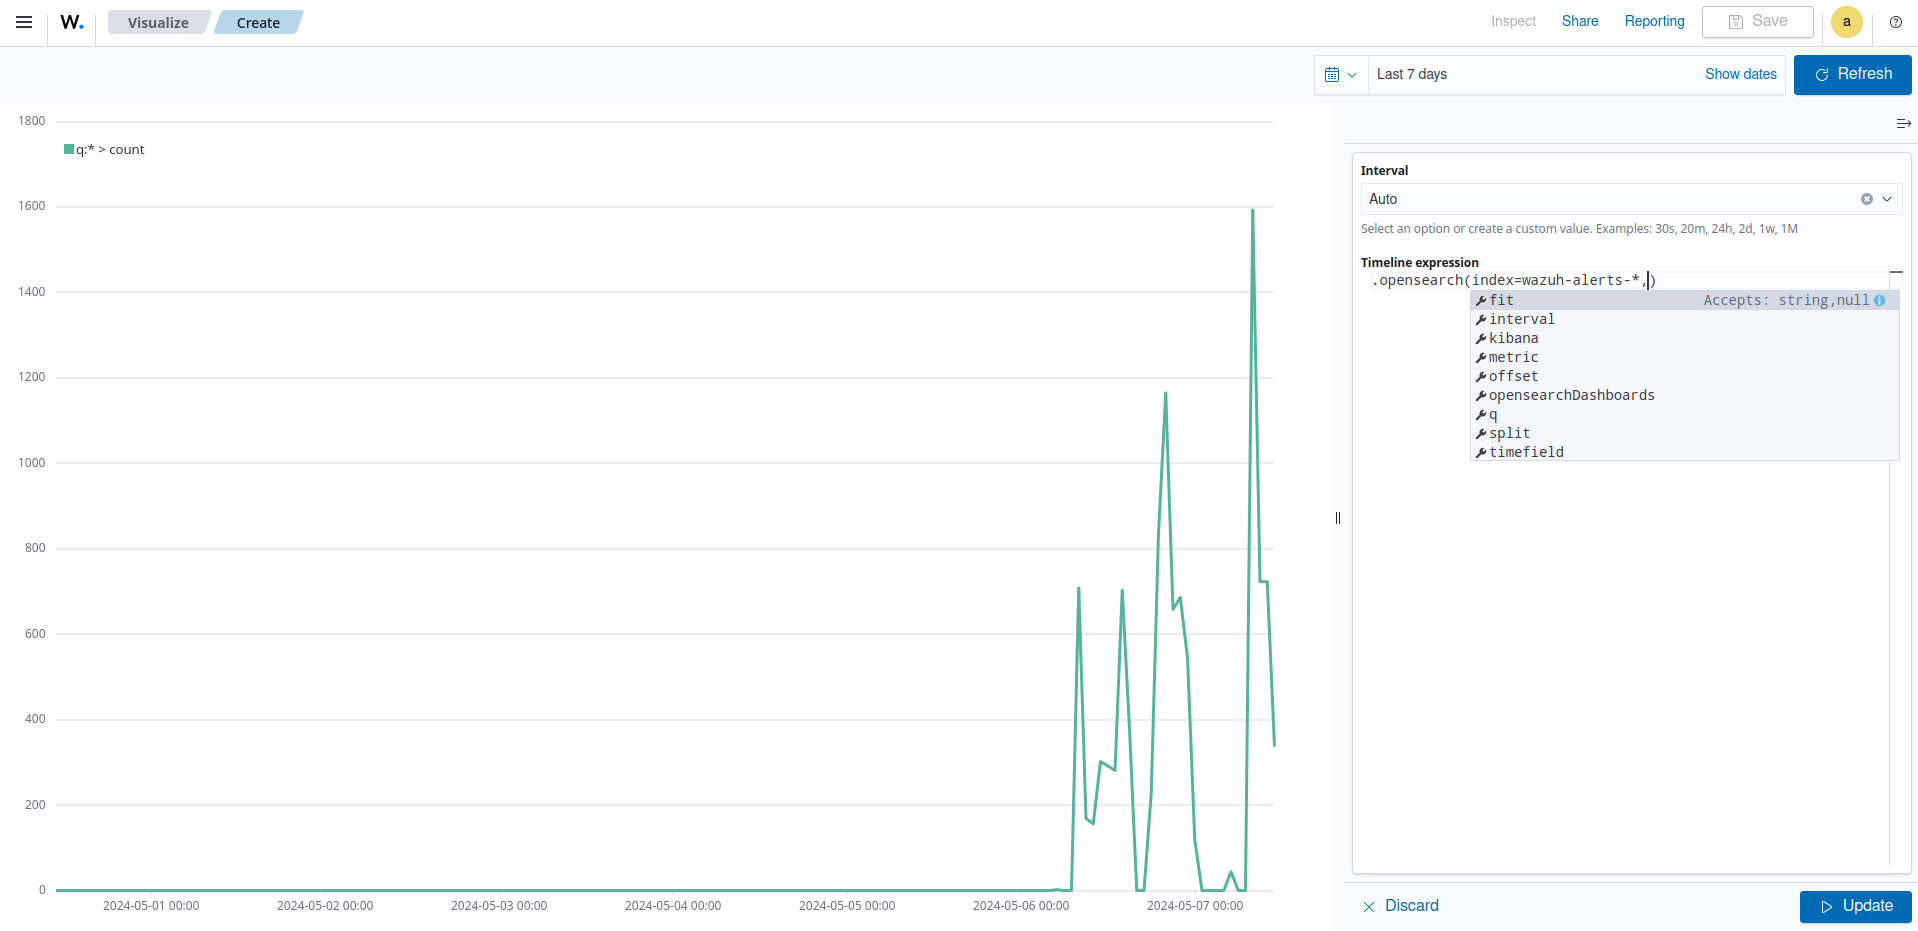 W.
Visualize
Create
Inspect
Share
Reporting
Save
a
Last 7 days
Show dates
Refresh
1800
q:* > count
1600
1400
1200
1000
800
600
400
200
0
2024-05-01 00:00
2024-05-02 00:00
2024-05-03 00:00
2024-05-04 00:00
2024-05-05 00:00
2024-05-06 00:00
2024-05-07 00:00
Interval
Auto
Select an option or create a custom value. Examples: 30s, 20m, 24h, 2d, 1w, 1M
Timeline expression
.opensearch(index=wazuh-alerts-*,)
fit Accepts: string,null
interval
kibana
metric
offset
opensearchDashboards
q
split
timefield
Discard
Update